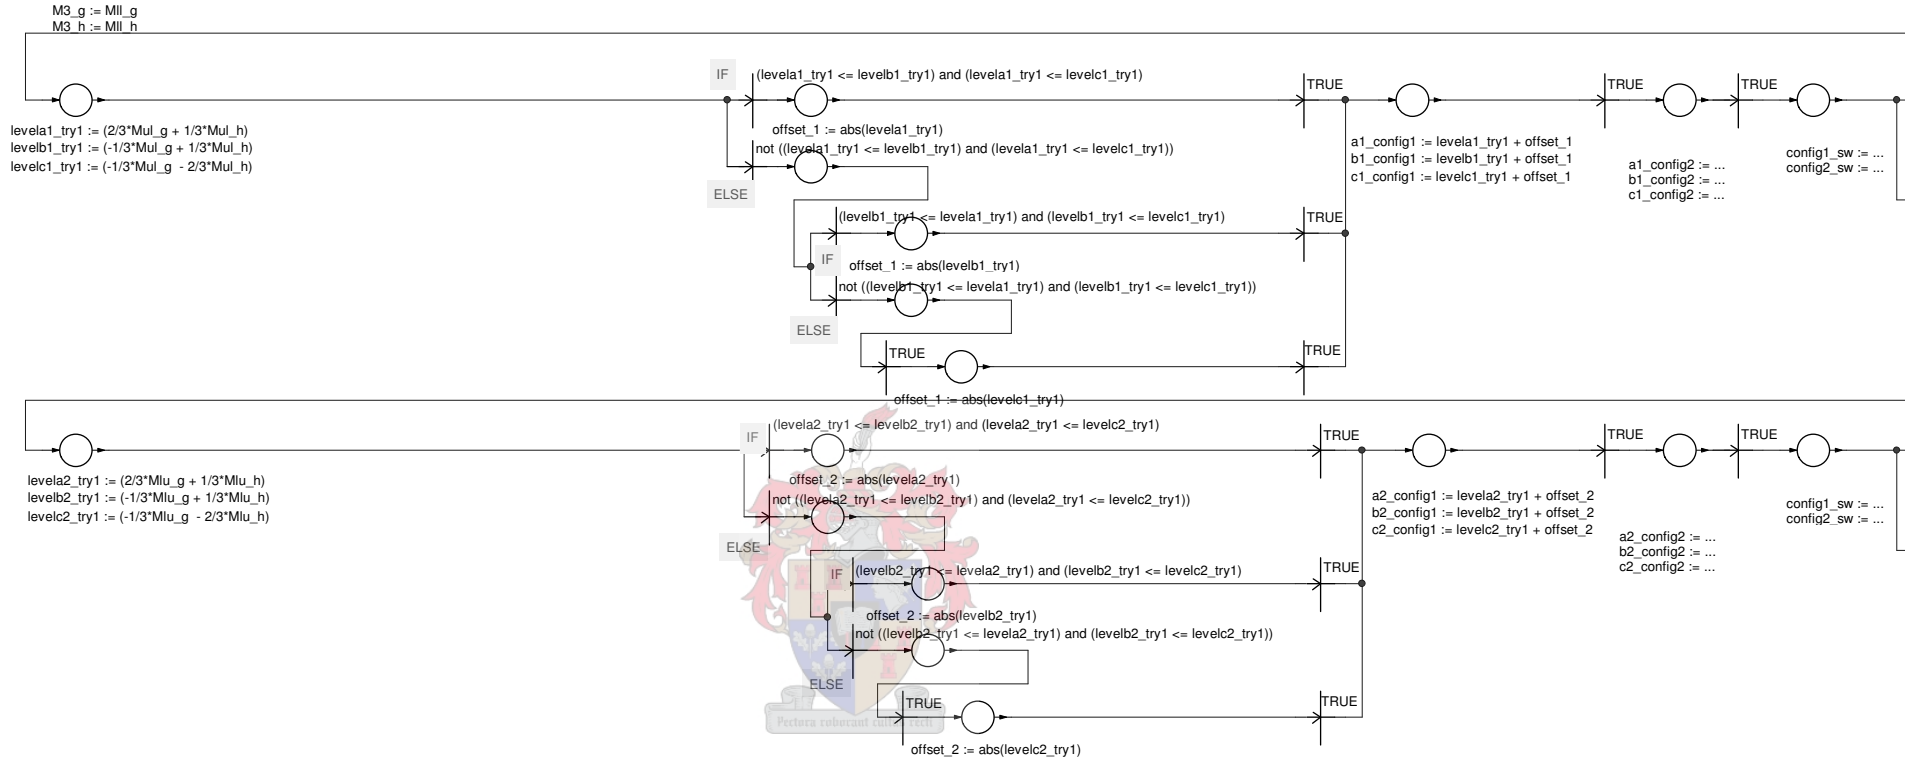 M3_g := Mll_g
M3_h := Mll_h
IF
(levela1_try1 <= levelb1_try1) and (levela1_try1 <= levelc1_try1)
TRUE
TRUE
TRUE
levela1_try1 := (2/3*Mul_g + 1/3*Mul_h)
levelb1_try1 := (-1/3*Mul_g + 1/3*Mul_h)
levelc1_try1 := (-1/3*Mul_g - 2/3*Mul_h)
offset_1 := abs(levela1_try1)
not ((levela1_try1 <= levelb1_try1) and (levela1_try1 <= levelc1_try1))
ELSE
a1_config1 := levela1_try1 + offset_1
b1_config1 := levelb1_try1 + offset_1
c1_config1 := levelc1_try1 + offset_1
a1_config2 := ...
b1_config2 := ...
c1_config2 := ...
config1_sw := ...
config2_sw := ...
(levelb1_try1 <= levela1_try1) and (levelb1_try1 <= levelc1_try1)
TRUE
IF
offset_1 := abs(levelb1_try1)
not ((levelb1_try1 <= levela1_try1) and (levelb1_try1 <= levelc1_try1))
ELSE
TRUE
TRUE
offset_1 := abs(levelc1_try1)
IF
(levela2_try1 <= levelb2_try1) and (levela2_try1 <= levelc2_try1)
TRUE
TRUE
TRUE
levela2_try1 := (2/3*Mlu_g + 1/3*Mlu_h)
levelb2_try1 := (-1/3*Mlu_g + 1/3*Mlu_h)
levelc2_try1 := (-1/3*Mlu_g - 2/3*Mlu_h)
offset_2 := abs(levela2_try1)
not ((levela2_try1 <= levelb2_try1) and (levela2_try1 <= levelc2_try1))
ELSE
a2_config1 := levela2_try1 + offset_2
b2_config1 := levelb2_try1 + offset_2
c2_config1 := levelc2_try1 + offset_2
a2_config2 := ...
b2_config2 := ...
c2_config2 := ...
config1_sw := ...
config2_sw := ...
IF
(levelb2_try1 <= levela2_try1) and (levelb2_try1 <= levelc2_try1)
TRUE
offset_2 := abs(levelb2_try1)
not ((levelb2_try1 <= levela2_try1) and (levelb2_try1 <= levelc2_try1))
ELSE
TRUE
TRUE
Pectora roborant cultus recti
offset_2 := abs(levelc2_try1)